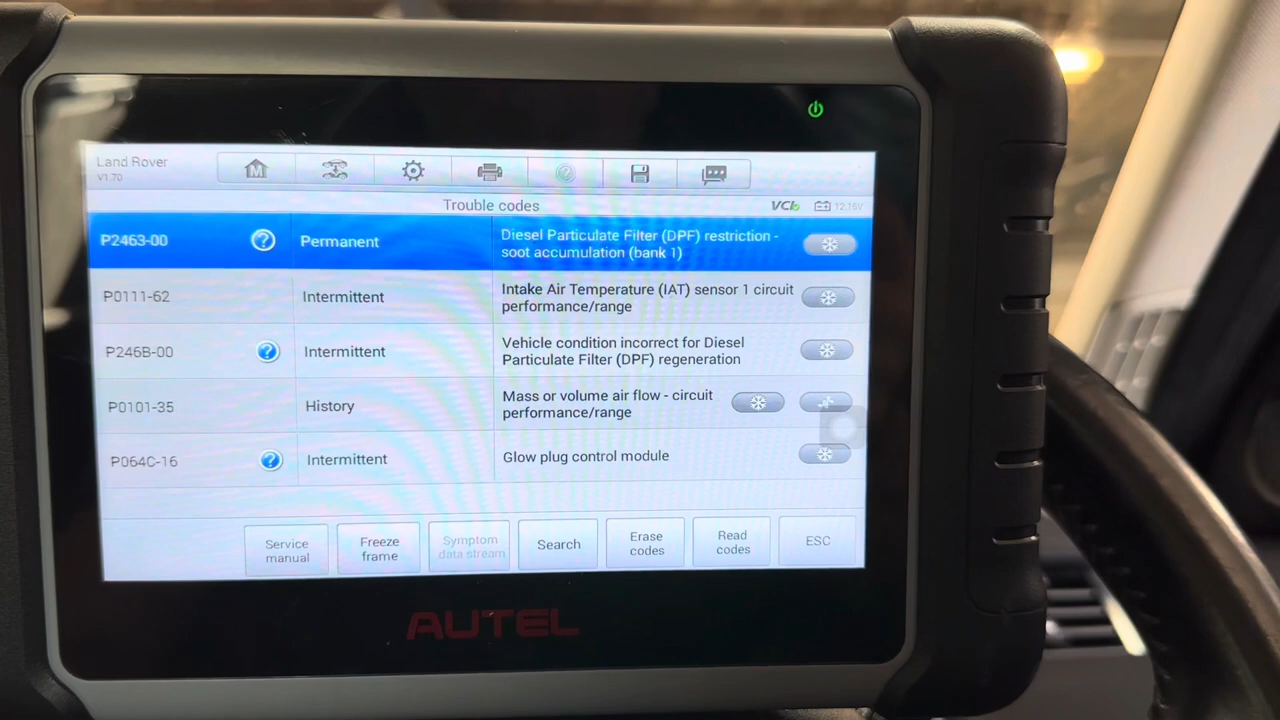 Land Rover
V1.70
M
Trouble codes
VCI
12.15V
P2463-00
?
Permanent
Diesel Particulate Filter (DPF) restriction -
soot accumulation (bank 1)
P0111-62
Intermittent
Intake Air Temperature (IAT) sensor 1 circuit
performance/range
P246B-00
?
Intermittent
Vehicle condition incorrect for Diesel
Particulate Filter (DPF) regeneration
P0101-35
History
Mass or volume air flow - circuit
performance/range
P064C-16
?
Intermittent
Glow plug control module
Service
manual
Freeze
frame
Symptom
data stream
Search
Erase
codes
Read
codes
ESC
AUTEL